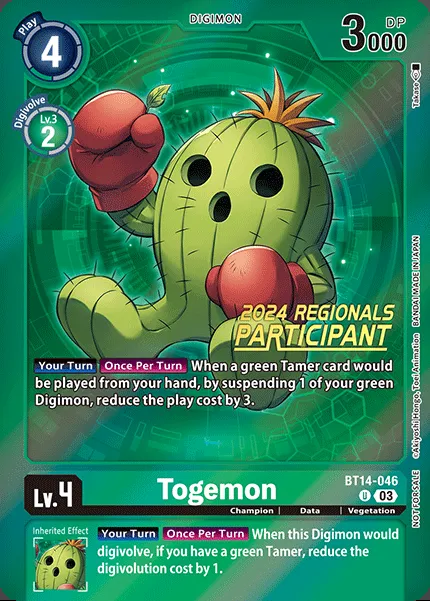 Play
DIGIMON
4
3000
DP
Digivolve
Lv.3
2
Takase
2024 REGIONALS
PARTICIPANT
Your Turn Once Per Turn When a green Tamer card would
be played from your hand, by suspending 1 of your green
Digimon, reduce the play cost by 3.
©Akiyoshi Hongo, Toei Animation BANDAI MADE IN JAPAN
NOT FOR SALE
Lv.4
Togemon
BT14-046
U 03
Champion | Data | Vegetation
Inherited Effect
Your Turn Once Per Turn When this Digimon would
digivolve, if you have a green Tamer, reduce the
digivolution cost by 1.